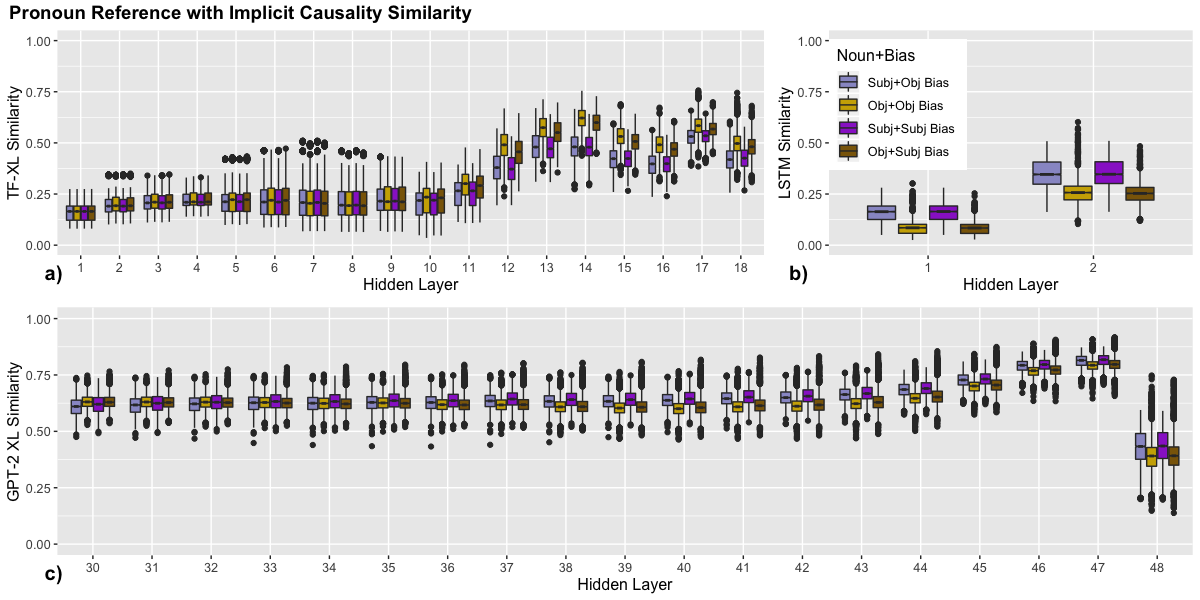 Pronoun Reference with Implicit Causality Similarity
TF-XL Similarity
1.00
0.75
0.50
0.25
0.00
1 2 3 4 5 6 7 8 9 10 11 12 13 14 15 16 17 18
Hidden Layer
a)
LSTM Similarity
1.00
0.75
0.50
0.25
0.00
Noun+Bias
Subj+Obj Bias
Obj+Obj Bias
Subj+Subj Bias
Obj+Subj Bias
1 2
Hidden Layer
b)
GPT-2 XL Similarity
1.00
0.75
0.50
0.25
0.00
30 31 32 33 34 35 36 37 38 39 40 41 42 43 44 45 46 47 48
Hidden Layer
c)